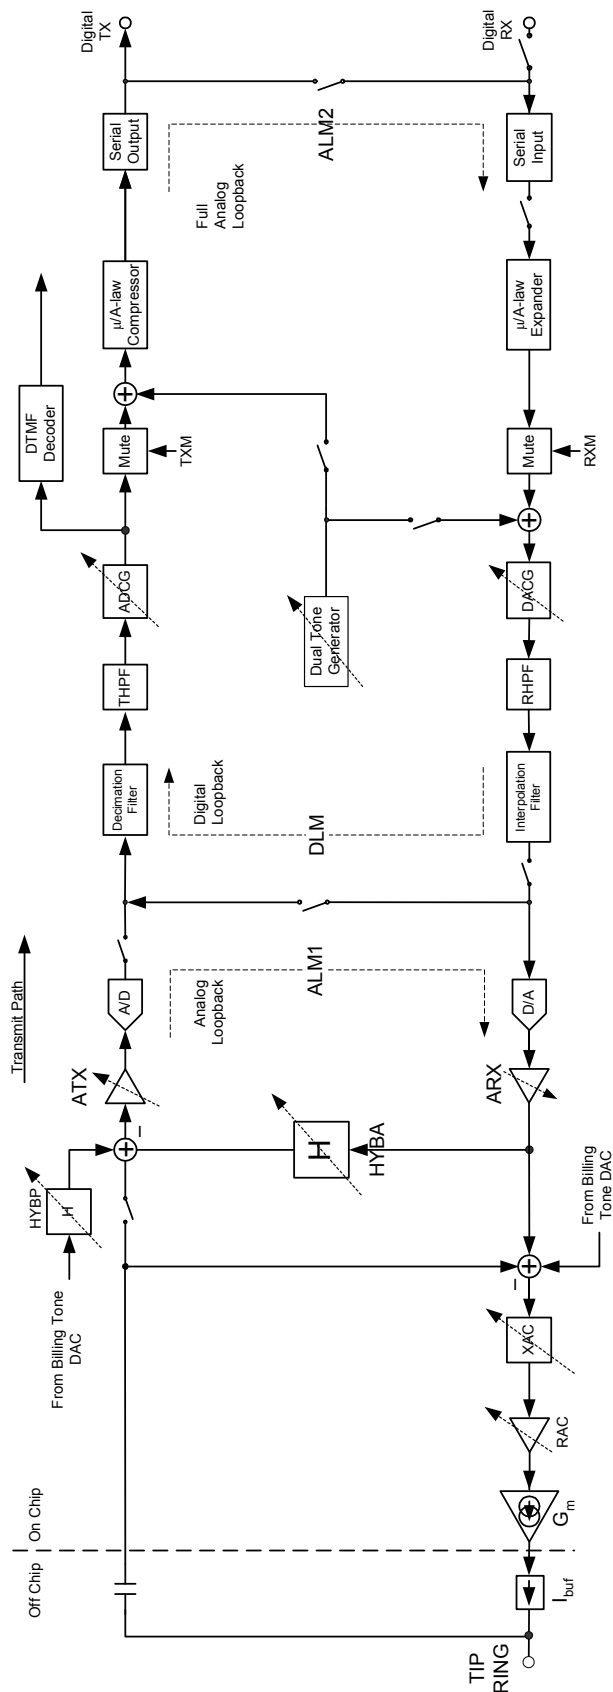 Off Chip
On Chip
Transmit Path
From Billing Tone
DAC
HYBP
H
–
ATX
A/D
Decimation
Filter
THPF
ADCG
DTMF
Decoder
Mute
TXM
+
μ/A-law
Compressor
Serial
Output
Digital
TX
+
H
HYBA
Analog
Loopback
ALM1
Digital
Loopback
DLM
Dual Tone
Generator
Full
Analog
Loopback
ALM2
TIP
RING
Ibuf
Gm
RAC
XAC
–
+
From Billing
Tone DAC
ARX
D/A
Interpolation
Filter
RHPF
DACG
+
Mute
RXM
μ/A-law
Expander
Serial
Input
Digital
RX